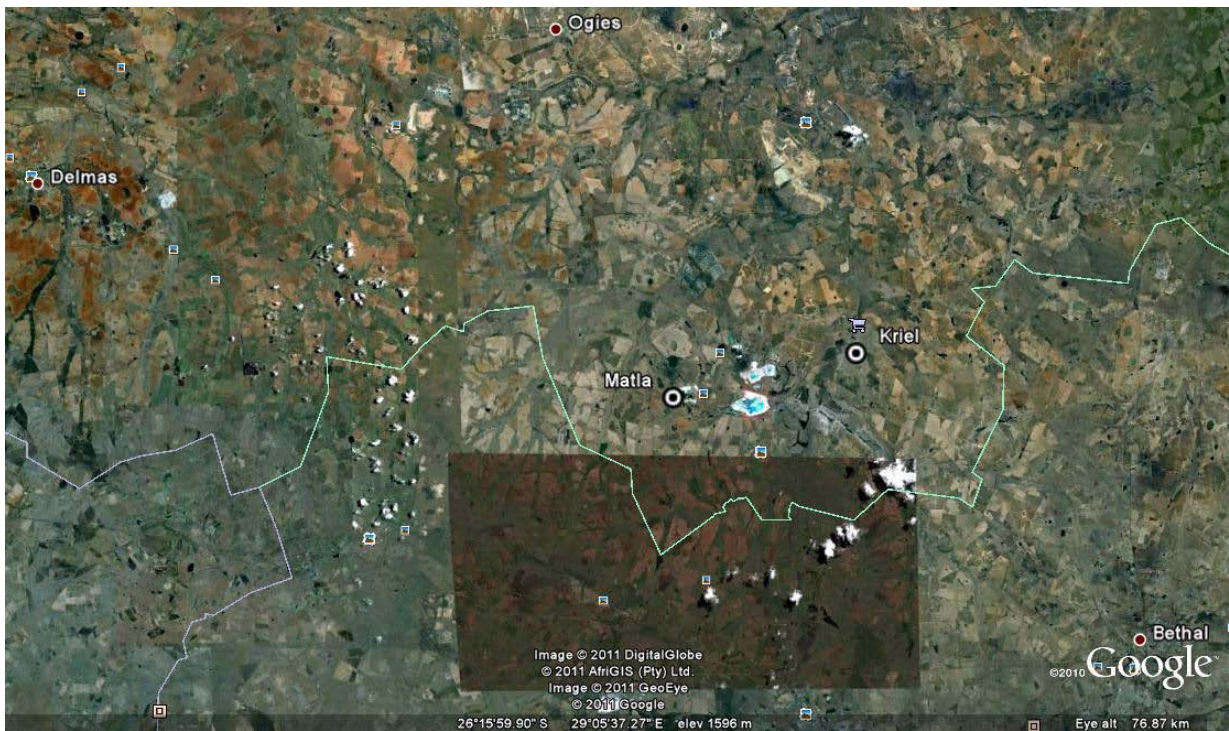 Ogies
Delmas
Kriel
Matla
Bethal
Image © 2011 DigitalGlobe
© 2011 AfriGIS (Pty) Ltd.
Image © 2011 GeoEye
© 2011 Google
©2010 Google™
26°15'59.90" S 29°05'37.27" E elev 1596 m
Eye alt 76.87 km